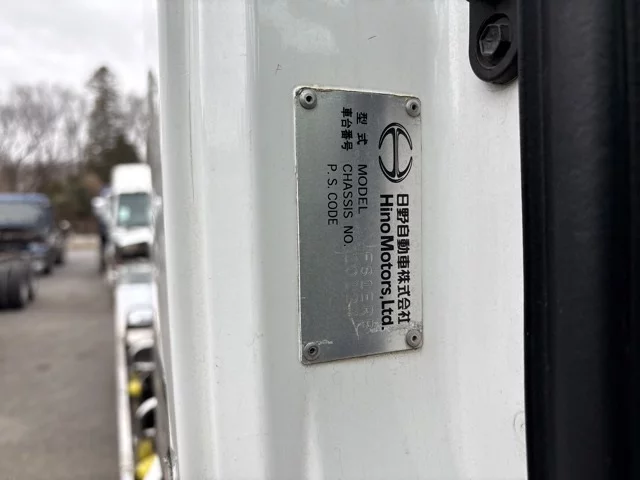 日野自動車株式会社
Hino Motors, Ltd.
型式 MODEL
車台番号 CHASSIS NO.
P. S. CODE